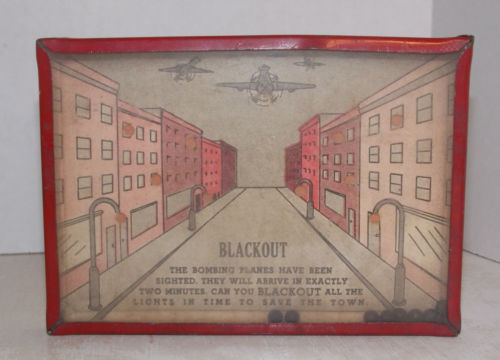 BLACKOUT
THE BOMBING PLANES HAVE BEEN
SIGHTED. THEY WILL ARRIVE IN EXACTLY
TWO MINUTES. CAN YOU BLACKOUT ALL THE
LIGHTS IN TIME TO SAVE THE TOWN.